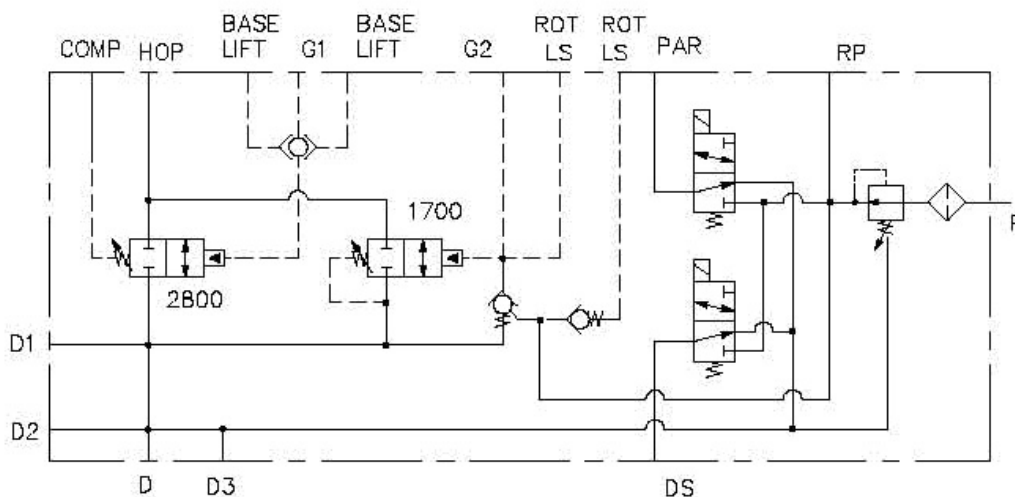 COMP
HOP
BASE
LIFT
G1
BASE
LIFT
G2
ROT
LS
ROT
LS
PAR
RP
1700
2800
D1
D2
D
D3
DS